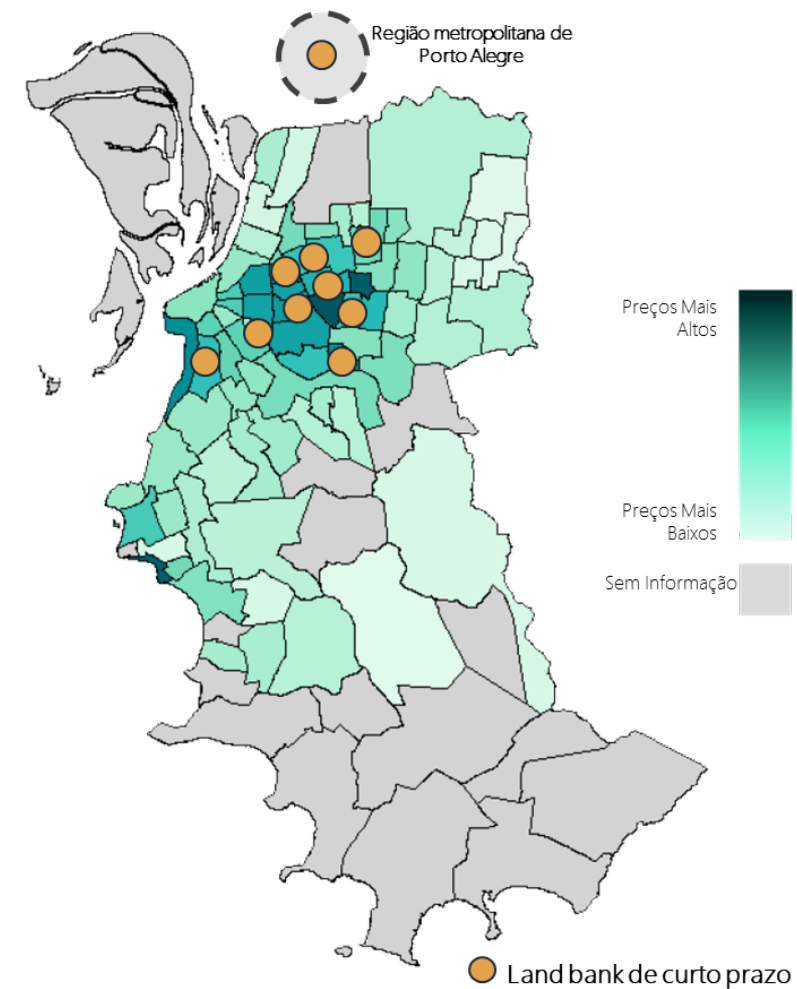 Região metropolitana de
Porto Alegre
Preços Mais
Altos
Preços Mais
Baixos
Sem Informação
Land bank de curto prazo